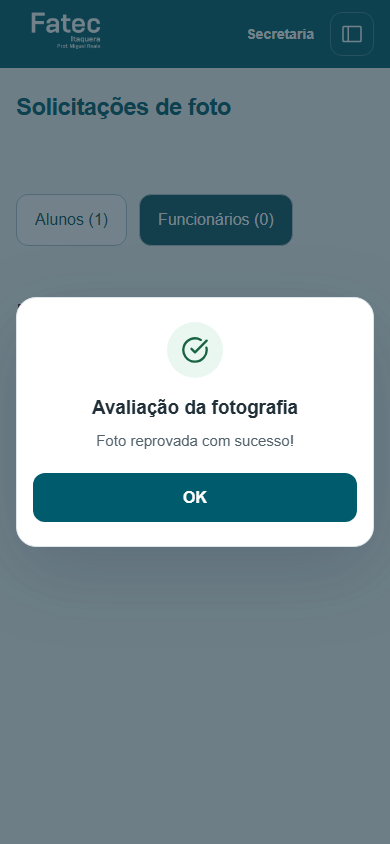 Fatec
Itaquera
Prof. Miguel Reale
Secretaria
Solicitações de foto
Alunos (1)
Funcionários (0)
Avaliação da fotografia
Foto reprovada com sucesso!
OK